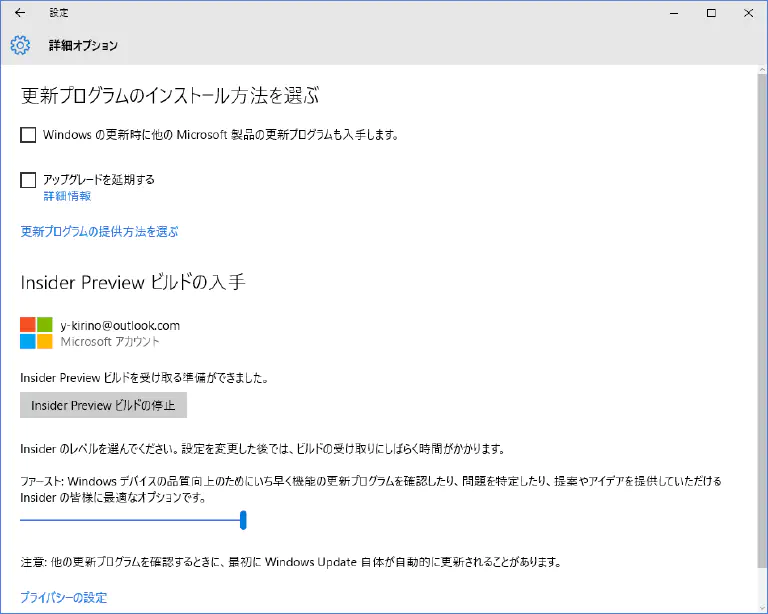 設定
詳細オプション
更新プログラムのインストール方法を選ぶ
Windows の更新時に他の Microsoft 製品の更新プログラムも入手します。
アップグレードを延期する
詳細情報
更新プログラムの提供方法を選ぶ
Insider Preview ビルドの入手
y-kirino@outlook.com
Microsoft アカウント
Insider Preview ビルドを受け取る準備ができました。
Insider Preview ビルドの停止
Insider のレベルを選んでください。設定を変更した後では、ビルドの受け取りにしばらく時間がかかります。
ファースト: Windows デバイスの品質向上のためにいち早く機能の更新プログラムを確認したり、問題を特定したり、提案やアイデアを提供していただける
Insider の皆様に最適なオプションです。
注意: 他の更新プログラムを確認するときに、最初に Windows Update 自体が自動的に更新されることがあります。
プライバシーの設定